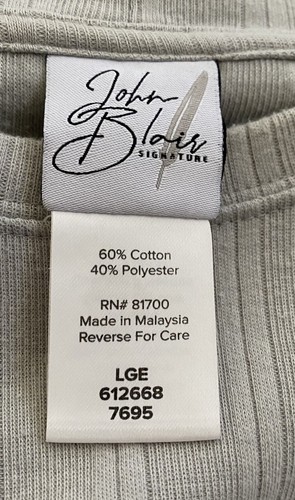 John
Blair
SIGNATURE
60% Cotton
40% Polyester
RN# 81700
Made in Malaysia
Reverse For Care
LGE
612668
7695